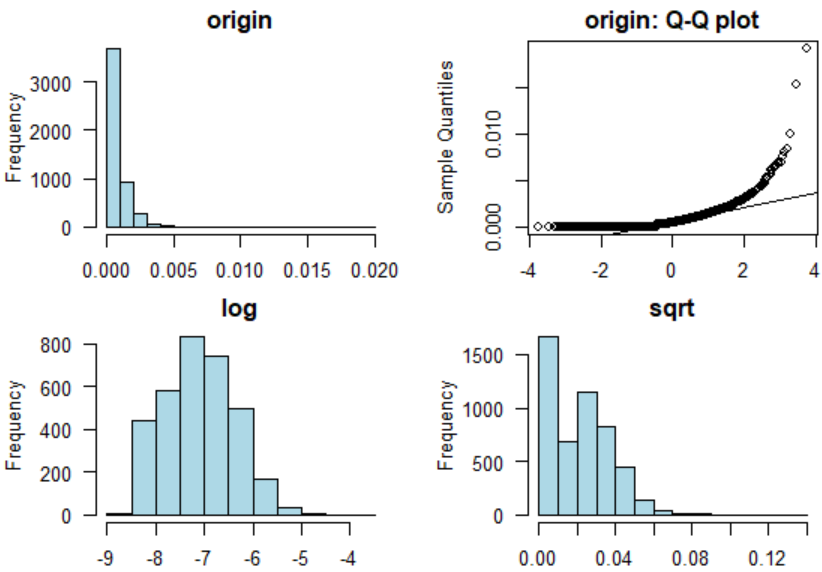 origin
Frequency
3000
2000
1000
0
0.000 0.005 0.010 0.015 0.020
origin: Q-Q plot
Sample Quantiles
0.010
0.000
-4 -2 0 2 4
log
Frequency
800
600
400
200
0
-9 -8 -7 -6 -5 -4
sqrt
Frequency
1500
1000
500
0
0.00 0.04 0.08 0.12